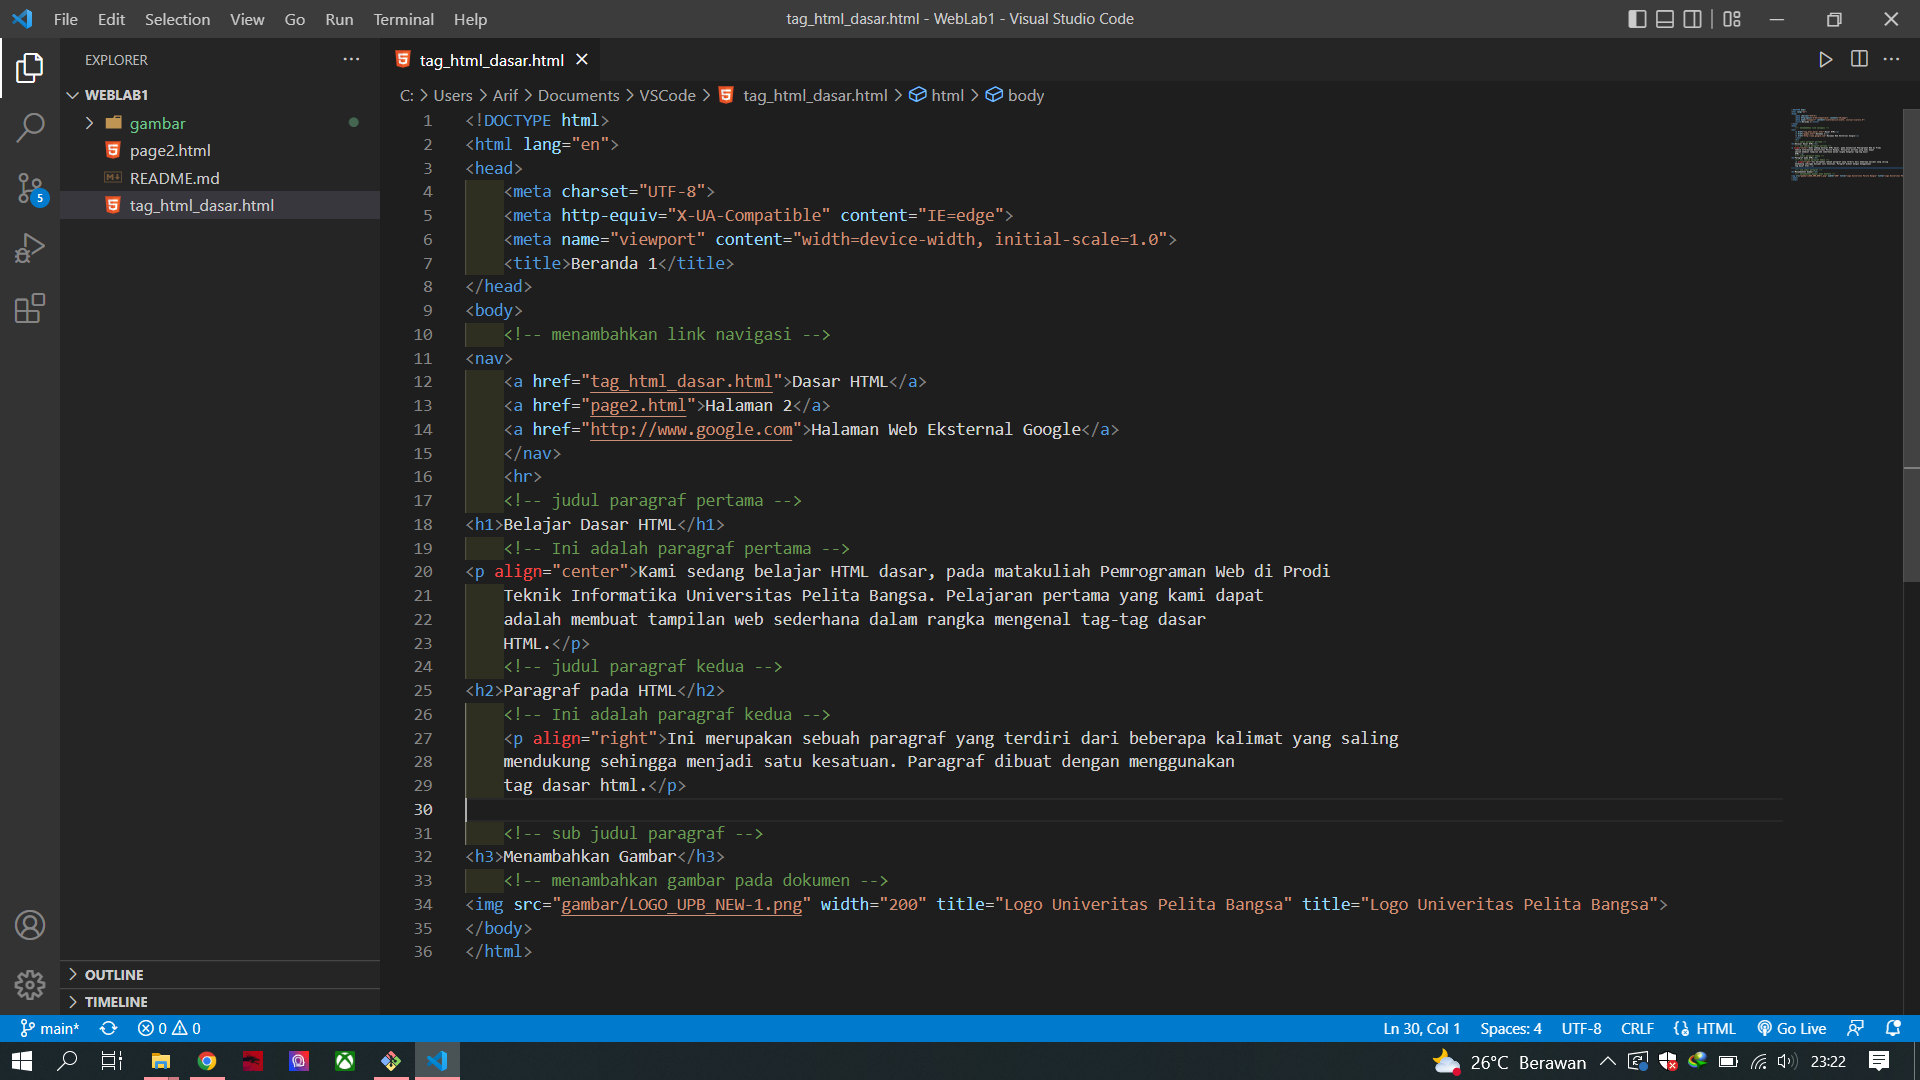 File Edit Selection View Go Run Terminal Help
tag_html_dasar.html - WebLab1 - Visual Studio Code
EXPLORER
WEBLAB1
gambar
page2.html
README.md
tag_html_dasar.html
5
OUTLINE
TIMELINE
tag_html_dasar.html
C: > Users > Arif > Documents > VSCode > tag_html_dasar.html > html > body
1 <!DOCTYPE html>
2 <html lang="en">
3 <head>
4 <meta charset="UTF-8">
5 <meta http-equiv="X-UA-Compatible" content="IE=edge">
6 <meta name="viewport" content="width=device-width, initial-scale=1.0">
7 <title>Beranda 1</title>
8 </head>
9 <body>
10 <!-- menambahkan link navigasi -->
11 <nav>
12 <a href="tag_html_dasar.html">Dasar HTML</a>
13 <a href="page2.html">Halaman 2</a>
14 <a href="http://www.google.com">Halaman Web Eksternal Google</a>
15 </nav>
16 <hr>
17 <!-- judul paragraf pertama -->
18 <h1>Belajar Dasar HTML</h1>
19 <!-- Ini adalah paragraf pertama -->
20 <p align="center">Kami sedang belajar HTML dasar, pada matakuliah Pemrograman Web di Prodi
21 Teknik Informatika Universitas Pelita Bangsa. Pelajaran pertama yang kami dapat
22 adalah membuat tampilan web sederhana dalam rangka mengenal tag-tag dasar
23 HTML.</p>
24 <!-- judul paragraf kedua -->
25 <h2>Paragraf pada HTML</h2>
26 <!-- Ini adalah paragraf kedua -->
27 <p align="right">Ini merupakan sebuah paragraf yang terdiri dari beberapa kalimat yang saling
28 mendukung sehingga menjadi satu kesatuan. Paragraf dibuat dengan menggunakan
29 tag dasar html.</p>
30
31 <!-- sub judul paragraf -->
32 <h3>Menambahkan Gambar</h3>
33 <!-- menambahkan gambar pada dokumen -->
34 <img src="gambar/LOGO_UPB_NEW-1.png" width="200" title="Logo Univeritas Pelita Bangsa" title="Logo Univeritas Pelita Bangsa">
35 </body>
36 </html>
main* 0 0 Ln 30, Col 1 Spaces: 4 UTF-8 CRLF HTML Go Live
26°C Berawan 23:22